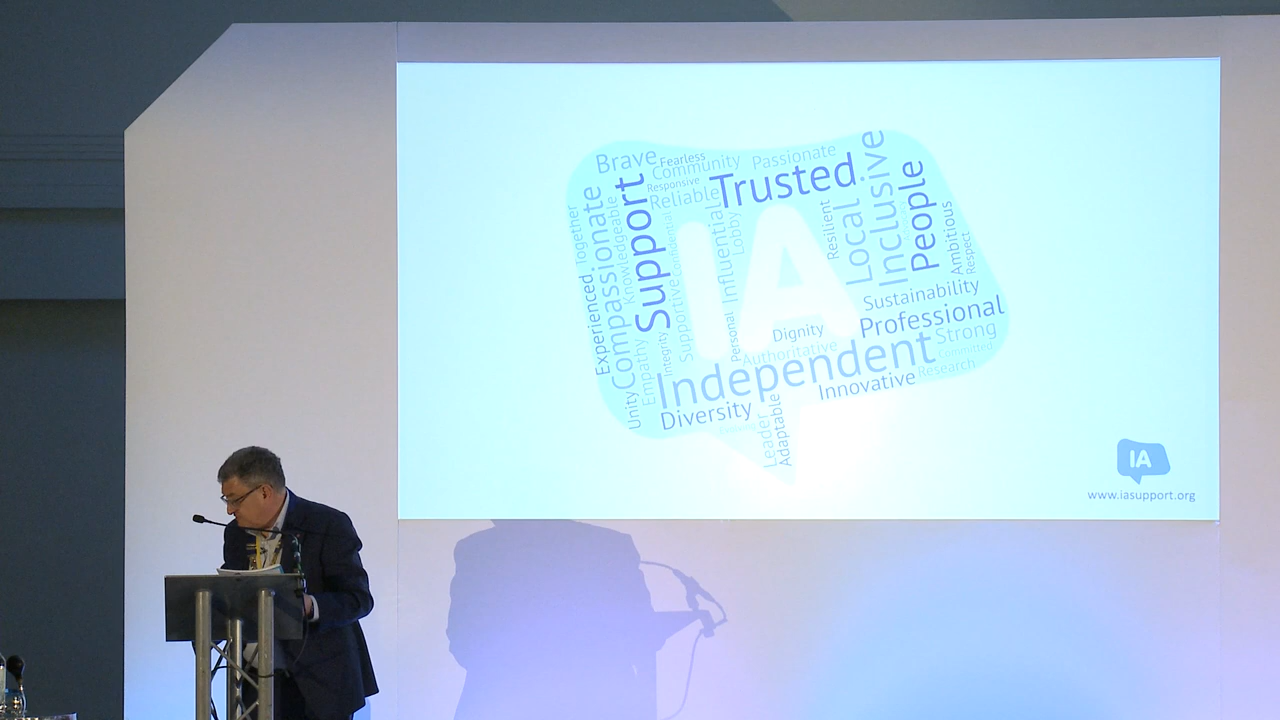 Brave
Fearless
Community
Passionate
Responsive
Reliable
Trusted
Inclusive
Local
People
Resilient
Ambitious
Respect
Together
Compassionate
Knowledgeable
Support
Confidential
Influential
Lobby
Experienced
Supportive
IA
Sustainability
Professional
Personal
Dignity
Strong
Authoritative
Committed
Integrity
Empathy
Independent
Research
Innovative
Unity
Diversity
Leader
Adaptable
IA
www.iasupport.org